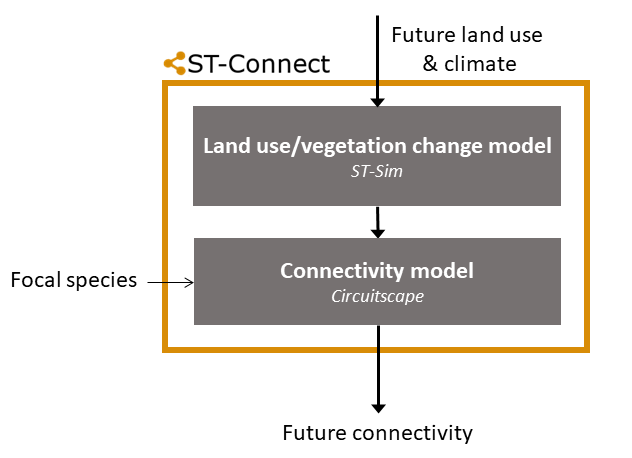 Future land use
& climate
ST-Connect
Land use/vegetation change model
ST-Sim
Connectivity model
Circuitscape
Focal species
Future connectivity